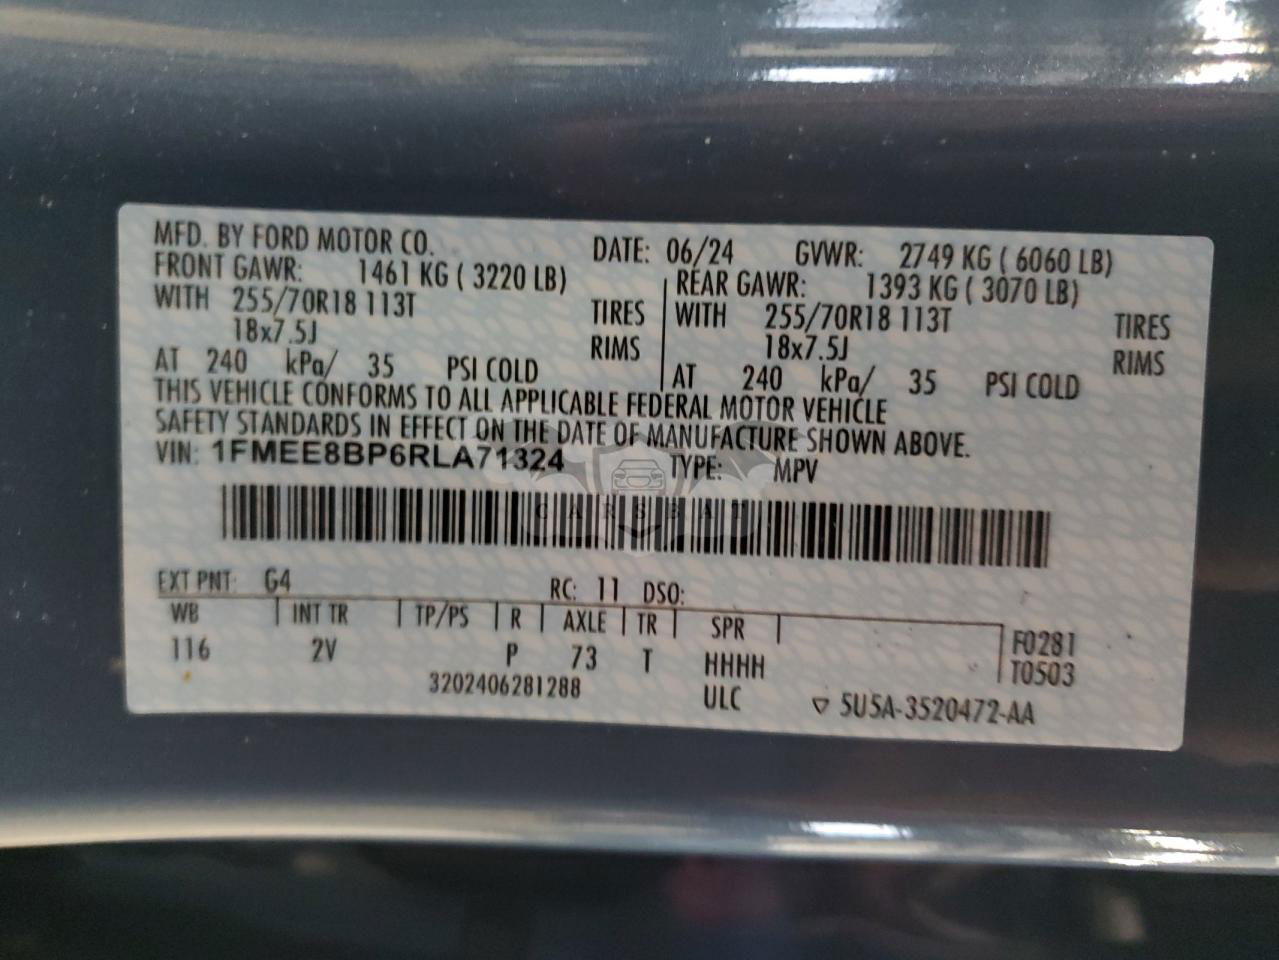 MFD. BY FORD MOTOR CO. DATE: 06/24 GVWR: 2749 KG ( 6060 LB)
FRONT GAWR: 1461 KG ( 3220 LB) REAR GAWR: 1393 KG ( 3070 LB)
WITH 255/70R18 113T TIRES WITH 255/70R18 113T TIRES
18x7.5J RIMS 18x7.5J RIMS
AT 240 kPa/ 35 PSI COLD AT 240 kPa/ 35 PSI COLD
THIS VEHICLE CONFORMS TO ALL APPLICABLE FEDERAL MOTOR VEHICLE
SAFETY STANDARDS IN EFFECT ON THE DATE OF MANUFACTURE SHOWN ABOVE.
VIN: 1FMEE8BP6RLA71324 TYPE: MPV
CARSBAT
EXT PNT: G4 RC: 11 DSO:
WB INT TR TP/PS R AXLE TR SPR F0281
116 2V P 73 T HHHH T0503
3202406281288 ULC ▽ 5U5A-3520472-AA